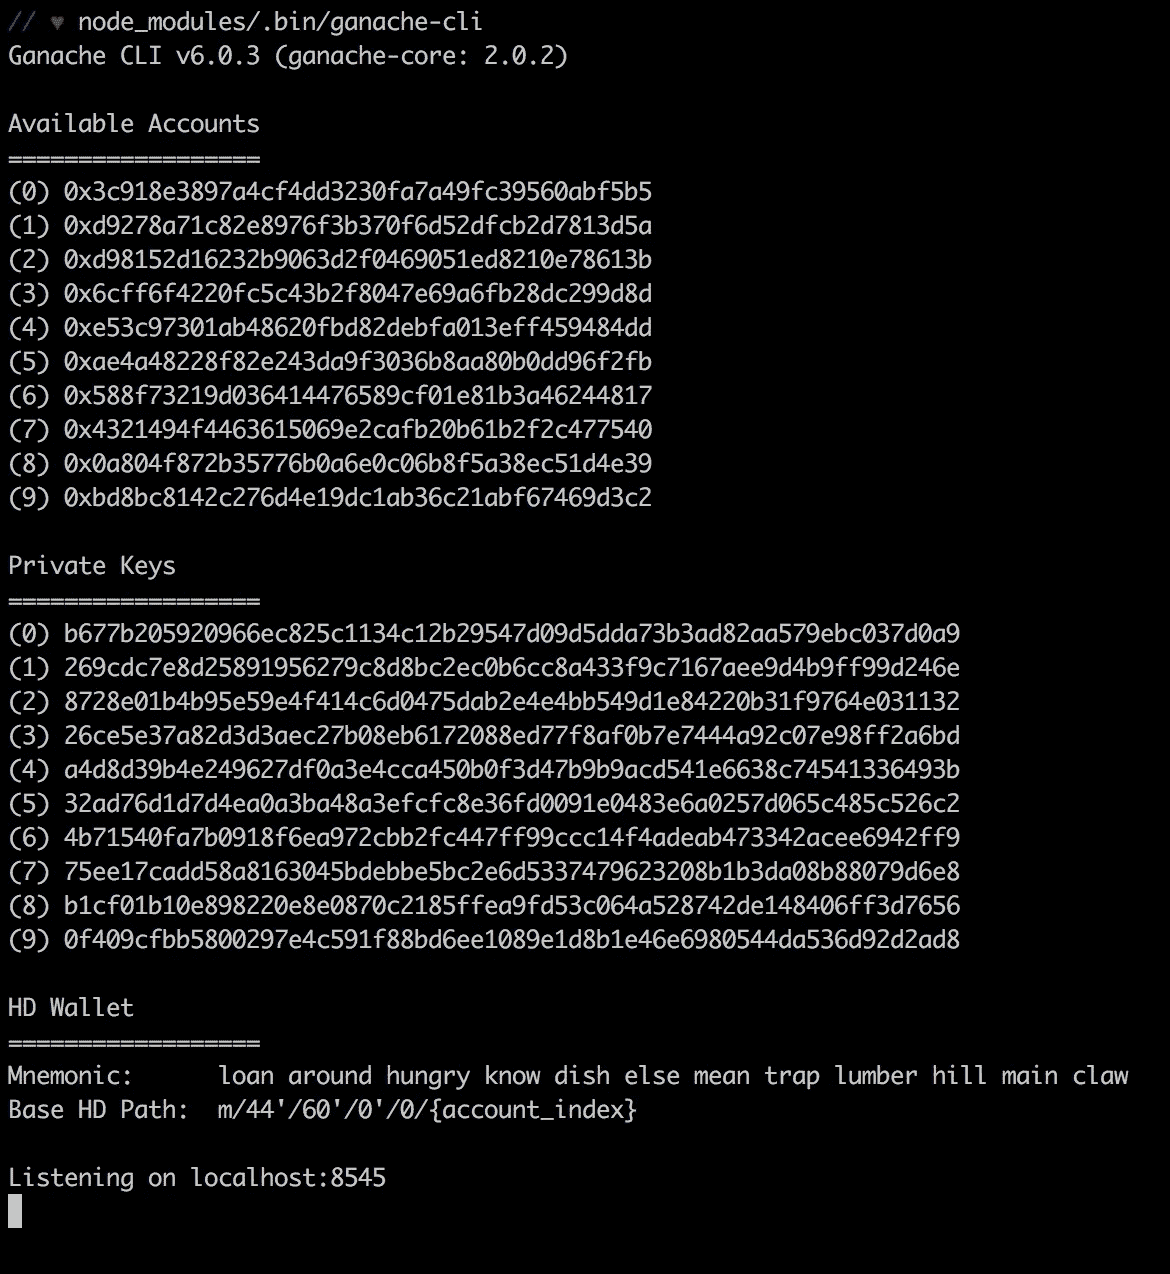 // ♥ node_modules/.bin/ganache-cli
Ganache CLI v6.0.3 (ganache-core: 2.0.2)
Available Accounts
==================
(0) 0x3c918e3897a4cf4dd3230fa7a49fc39560abf5b5
(1) 0xd9278a71c82e8976f3b370f6d52dfcb2d7813d5a
(2) 0xd98152d16232b9063d2f0469051ed8210e78613b
(3) 0x6cff6f4220fc5c43b2f8047e69a6fb28dc299d8d
(4) 0xe53c97301ab48620fbd82debfa013eff459484dd
(5) 0xae4a48228f82e243da9f3036b8aa80b0dd96f2fb
(6) 0x588f73219d036414476589cf01e81b3a46244817
(7) 0x4321494f4463615069e2cafb20b61b2f2c477540
(8) 0x0a804f872b35776b0a6e0c06b8f5a38ec51d4e39
(9) 0xbd8bc8142c276d4e19dc1ab36c21abf67469d3c2
Private Keys
==================
(0) b677b205920966ec825c1134c12b29547d09d5dda73b3ad82aa579ebc037d0a9
(1) 269cdc7e8d25891956279c8d8bc2ec0b6cc8a433f9c7167aee9d4b9ff99d246e
(2) 8728e01b4b95e59e4f414c6d0475dab2e4e4bb549d1e84220b31f9764e031132
(3) 26ce5e37a82d3d3aec27b08eb6172088ed77f8af0b7e7444a92c07e98ff2a6bd
(4) a4d8d39b4e249627df0a3e4cca450b0f3d47b9b9acd541e6638c74541336493b
(5) 32ad76d1d7d4ea0a3ba48a3efcfc8e36fd0091e0483e6a0257d065c485c526c2
(6) 4b71540fa7b0918f6ea972cbb2fc447ff99ccc14f4adeab473342acee6942ff9
(7) 75ee17cadd58a8163045bdebbe5bc2e6d5337479623208b1b3da08b88079d6e8
(8) b1cf01b10e898220e8e0870c2185ffea9fd53c064a528742de148406ff3d7656
(9) 0f409cfbb5800297e4c591f88bd6ee1089e1d8b1e46e6980544da536d92d2ad8
HD Wallet
==================
Mnemonic:      loan around hungry know dish else mean trap lumber hill main claw
Base HD Path:  m/44'/60'/0'/0/{account_index}
Listening on localhost:8545